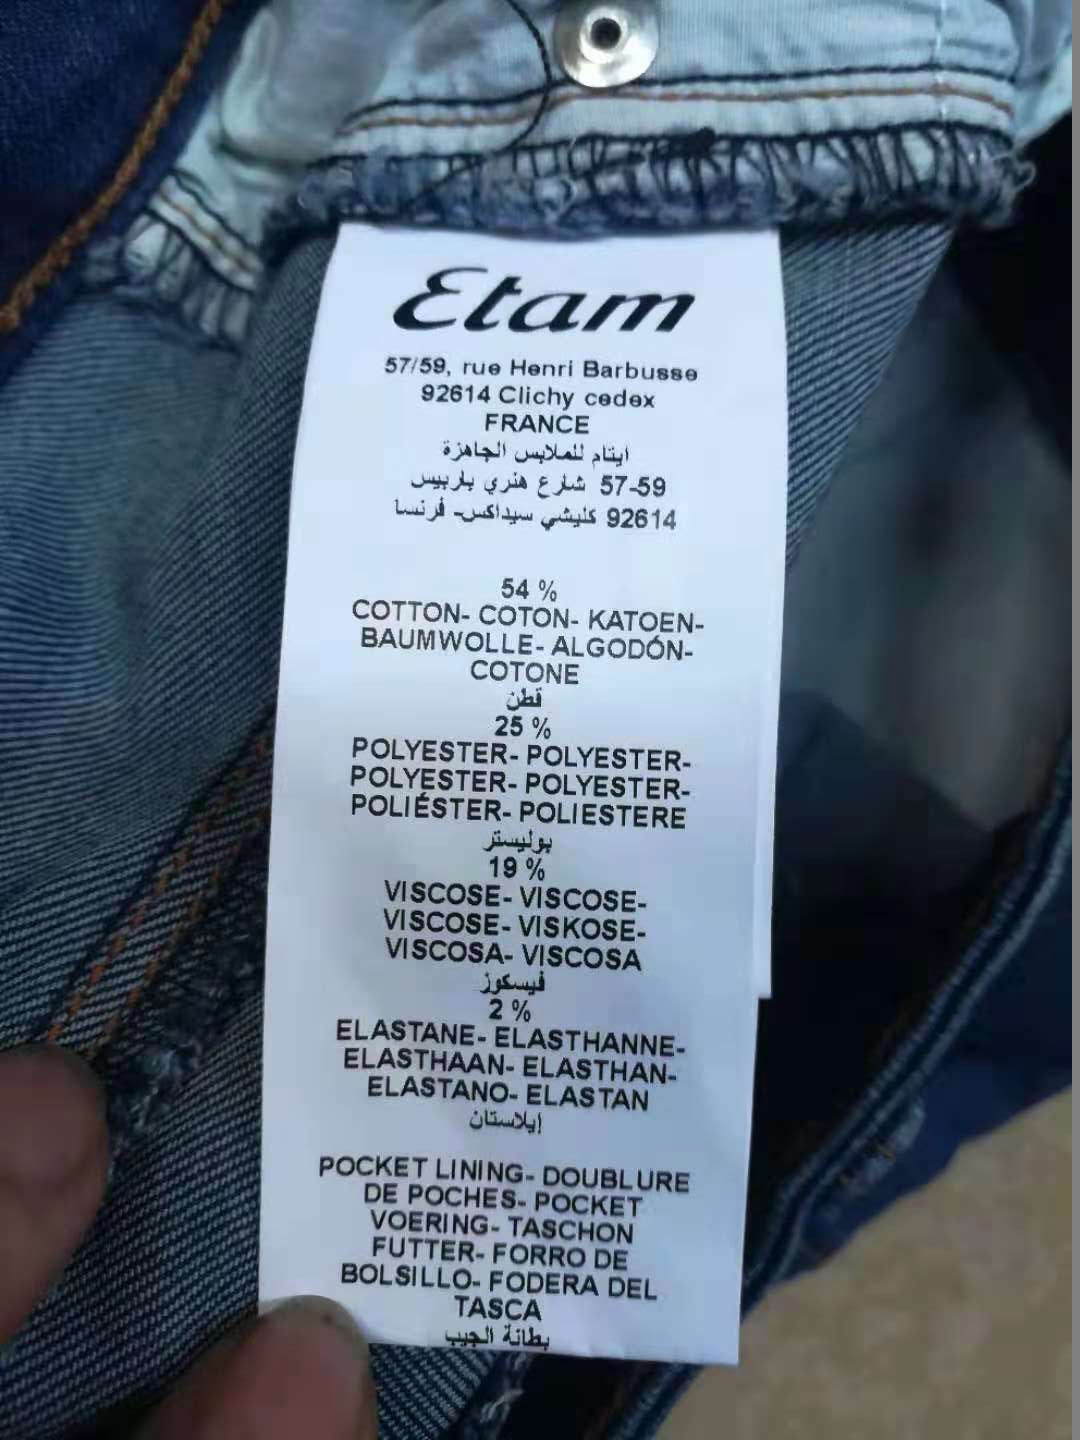 Etam
57/59, rue Henri Barbusse
92614 Clichy cedex
FRANCE
ايتام للملابس الجاهزة
57-59 شارع هنري باربيس
92614 كليشي سيداكس- فرنسا
54 %
COTTON- COTON- KATOEN-
BAUMWOLLE- ALGODÓN-
COTONE
قطن
25 %
POLYESTER- POLYESTER-
POLYESTER- POLYESTER-
POLIÉSTER- POLIESTERE
بوليستر
19 %
VISCOSE- VISCOSE-
VISCOSE- VISKOSE-
VISCOSA- VISCOSA
فيسكوز
2 %
ELASTANE- ELASTHANNE-
ELASTHAAN- ELASTHAN-
ELASTANO- ELASTAN
إيلاستان
POCKET LINING- DOUBLURE
DE POCHES- POCKET
VOERING- TASCHON
FUTTER- FORRO DE
BOLSILLO- FODERA DEL
TASCA
بطانة الجيب